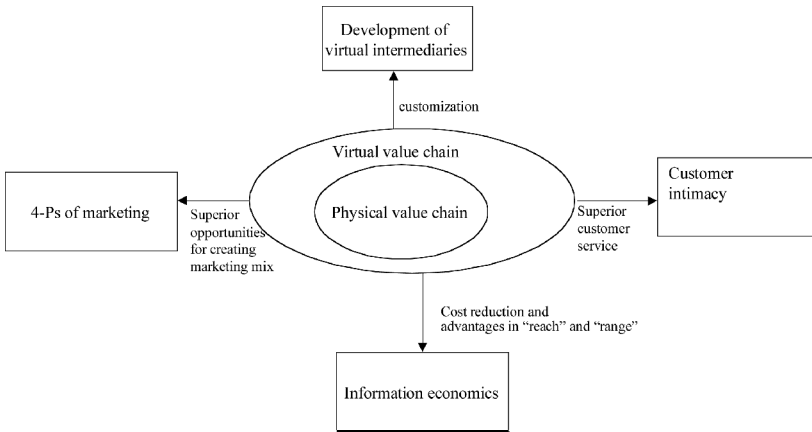 Development of
virtual intermediaries
customization
Virtual value chain
Physical value chain
4-Ps of marketing
Superior
opportunities
for creating
marketing mix
Customer
intimacy
Superior
customer
service
Cost reduction and
advantages in “reach” and “range”
Information economics